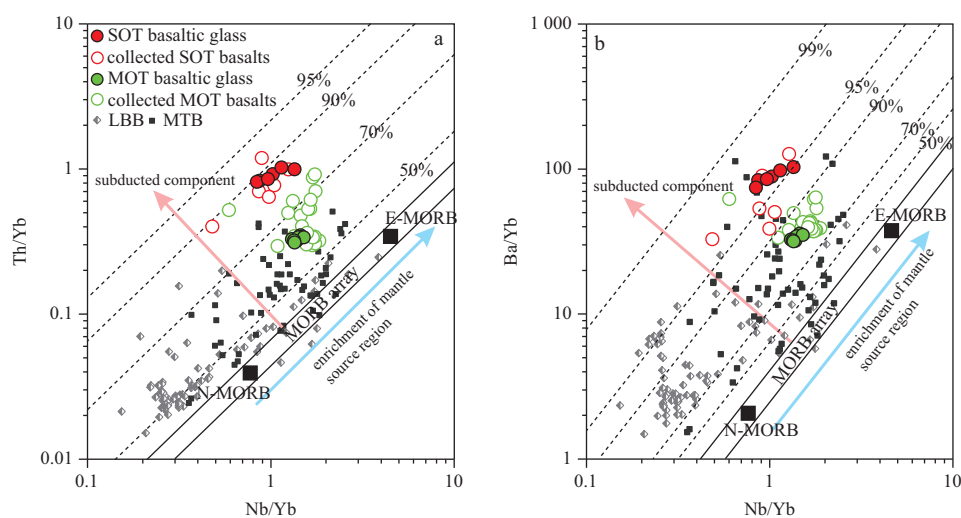 10
1
0.1
0.01
Th/Yb
0.1
1
10
Nb/Yb
a
SOT basaltic glass
collected SOT basalts
MOT basaltic glass
collected MOT basalts
LBB MTB
95%
90%
70%
50%
subducted component
E-MORB
MORB array
N-MORB
enrichment of mantle
source region
1 000
100
10
1
Ba/Yb
0.1
1
10
Nb/Yb
b
99%
95%
90%
70%
50%
subducted component
E-MORB
MORB array
N-MORB
enrichment of mantle
source region